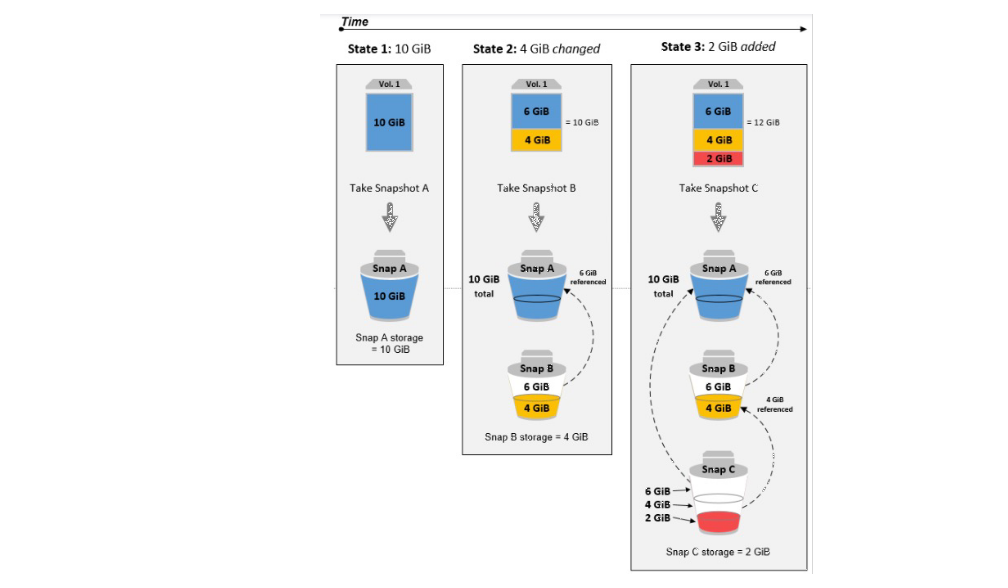 Time
State 1: 10 GiB
State 2: 4 GiB changed
State 3: 2 GiB added
Vol. 1
10 GiB
Take Snapshot A
Snap A
10 GiB
Snap A storage
= 10 GiB
Vol. 1
6 GiB
= 10 GiB
4 GiB
Take Snapshot B
Snap A
10 GiB
total
6 GiB
referenced
Snap B
6 GiB
4 GiB
Snap B storage = 4 GiB
Vol. 1
6 GiB
= 12 GiB
4 GiB
2 GiB
Take Snapshot C
Snap A
10 GiB
total
6 GiB
referenced
Snap B
6 GiB
4 GiB
4 GiB
referenced
Snap C
6 GiB
4 GiB
2 GiB
Snap C storage = 2 GiB